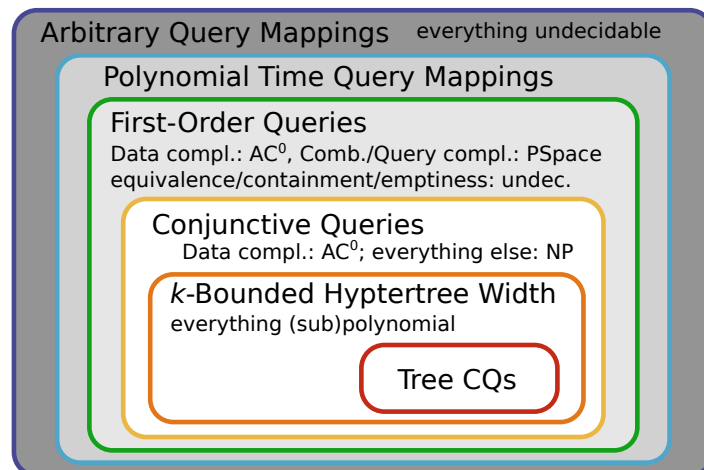 Arbitrary Query Mappings everything undecidable
Polynomial Time Query Mappings
First-Order Queries
Data compl.: AC⁰, Comb./Query compl.: PSpace
equivalence/containment/emptiness: undec.
Conjunctive Queries
Data compl.: AC⁰; everything else: NP
k-Bounded Hyptertree Width
everything (sub)polynomial
Tree CQs